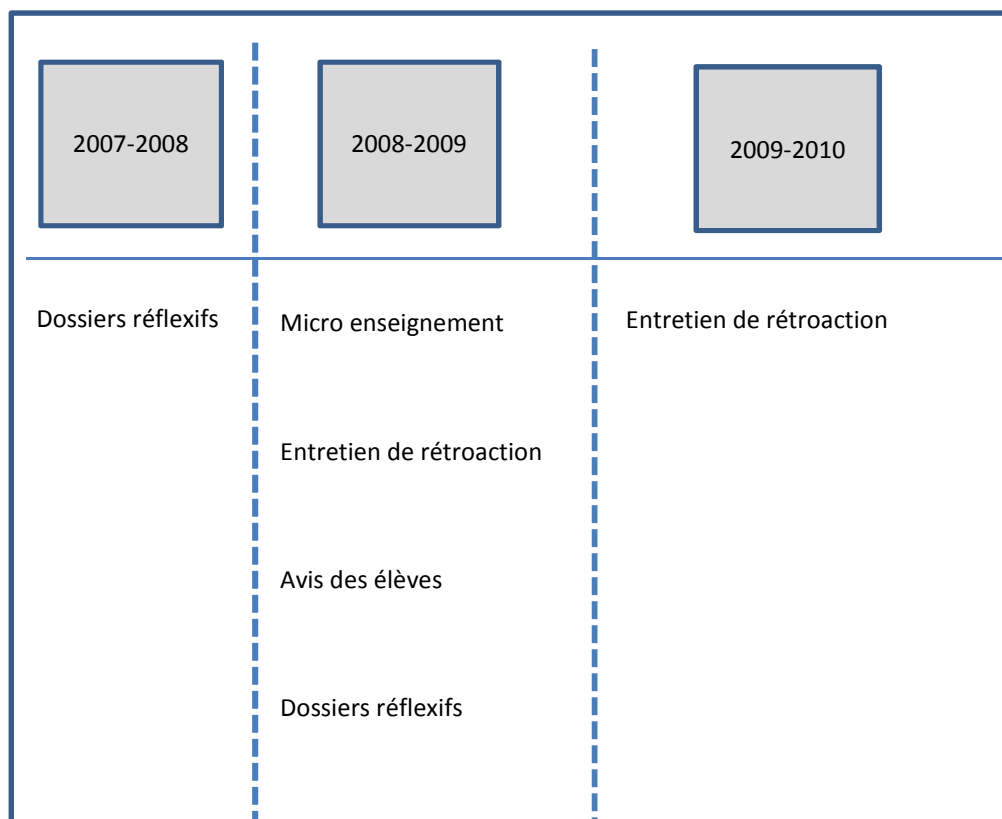 2007-2008
2008-2009
2009-2010
Dossiers réflexifs
Micro enseignement
Entretien de rétroaction
Entretien de rétroaction
Avis des élèves
Dossiers réflexifs